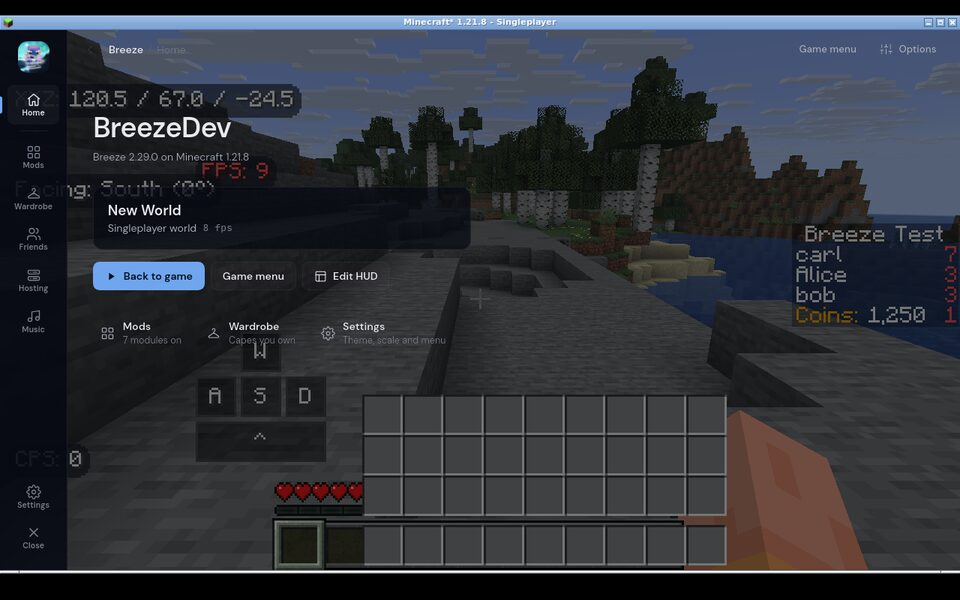 Minecraft* 1.21.8 - Singleplayer
Breeze Home
Game menu
Options
120.5 / 67.0 / -24.5
Home
BreezeDev
Breeze 2.29.0 on Minecraft 1.21.8
FPS: 9
Mods
Facing: South (0°)
Wardrobe
New World
Singleplayer world 8 fps
Friends
Breeze Test
carl 7
Alice 3
bob 3
Coins: 1,250 1
Hosting
Back to game
Game menu
Edit HUD
Music
Mods
7 modules on
Wardrobe
Capes you own
Settings
Theme, scale and menu
W
A S D
^
CPS: 0
Settings
Close